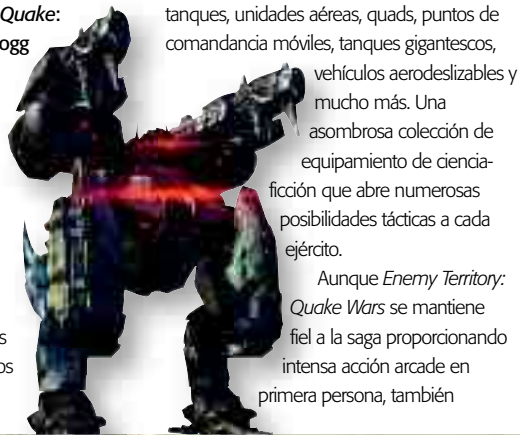 Quake:
ogg
s
os
tanques, unidades aéreas, quads, puntos de
comandancia móviles, tanques gigantescos,
vehículos aerodeslizables y
mucho más. Una
asombrosa colección de
equipamiento de ciencia-
ficción que abre numerosas
posibilidades tácticas a cada
ejército.
Aunque Enemy Territory:
Quake Wars se mantiene
fiel a la saga proporcionando
intensa acción arcade en
primera persona, también